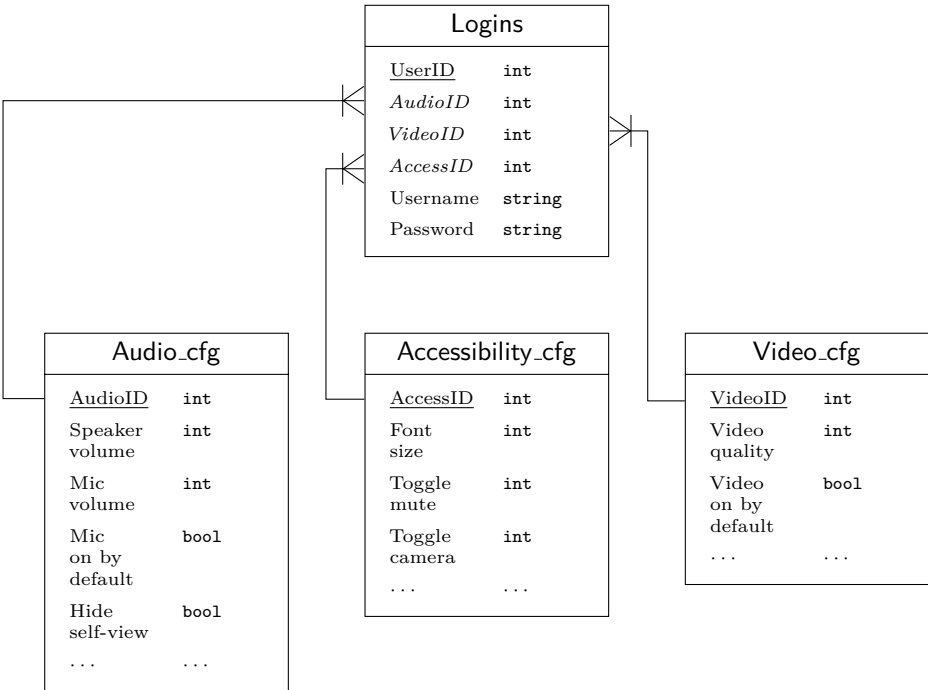 Logins
UserID int
AudioID int
VideoID int
AccessID int
Username string
Password string
Audio_cfg
AudioID int
Speaker int
volume
Mic int
volume
Mic bool
on by
default
Hide bool
self-view
... ...
Accessibility_cfg
AccessID int
Font int
size
Toggle int
mute
Toggle int
camera
... ...
Video_cfg
VideoID int
Video int
quality
Video bool
on by
default
... ...